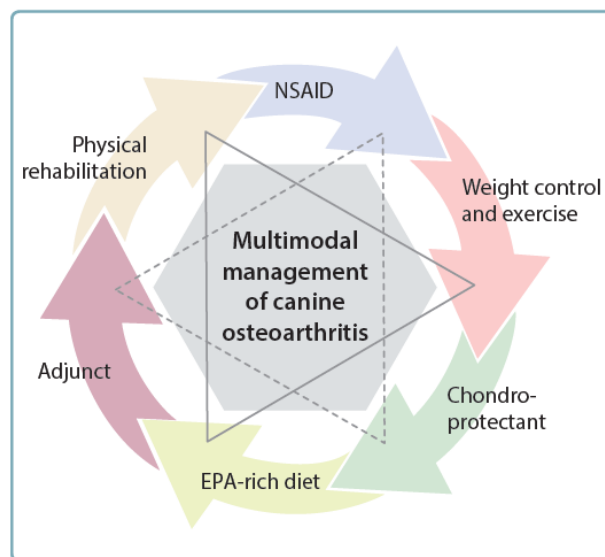 NSAID
Physical
rehabilitation
Weight control
and exercise
Multimodal
management
of canine
osteoarthritis
Adjunct
Chondro-
protectant
EPA-rich diet